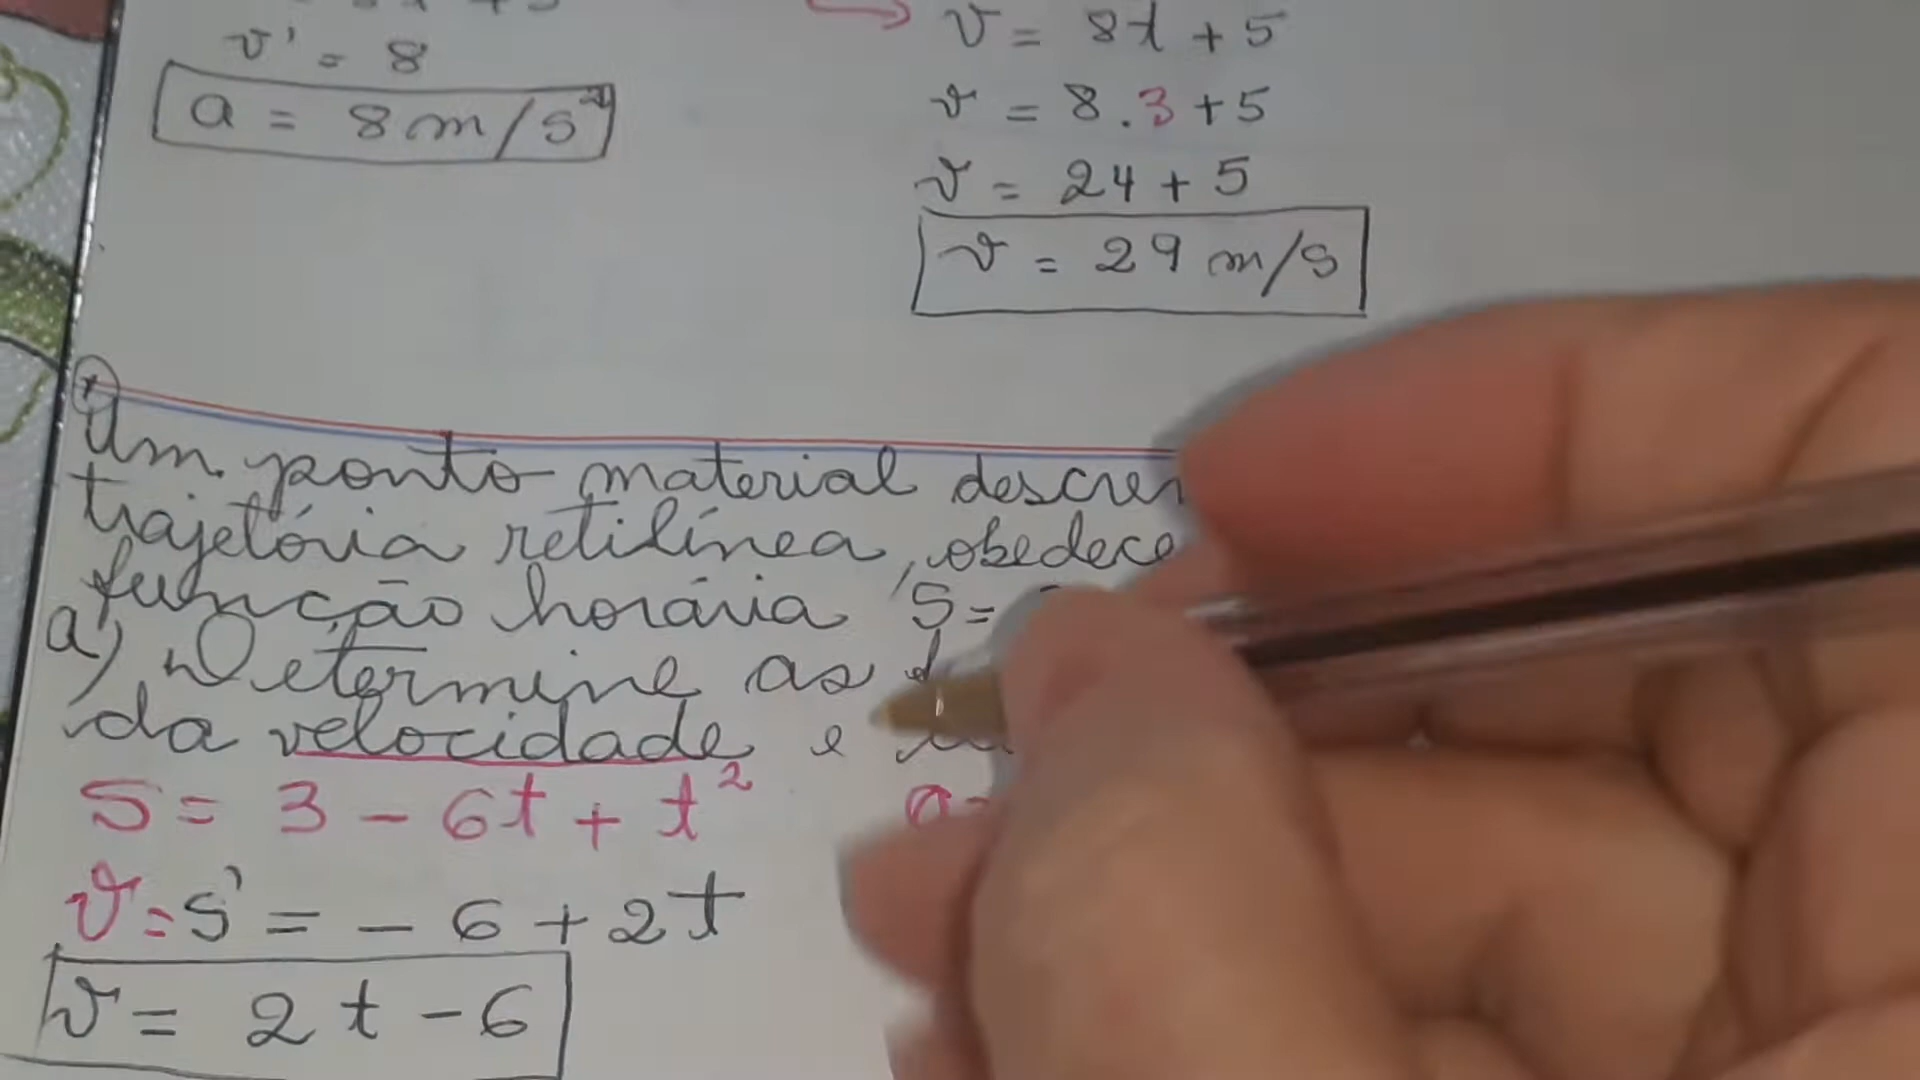 v' = 8
a = 8 m/s²
v = 8t + 5
v = 8.3 + 5
v = 24 + 5
v = 29 m/s
Um ponto material
trajetória retilínea, obedece
função horária S =
a) Determine as
da velocidade e
S = 3 - 6t + t²
v = S' = - 6 + 2t
v = 2t - 6